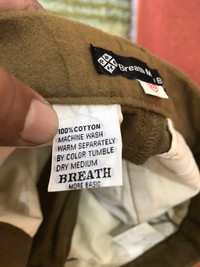 Breath M
B
100% COTTON
MACHINE WASH
WARM SEPARATELY
BY COLOR TUMBLE
DRY MEDIUM
BREATH
MORE BASIC